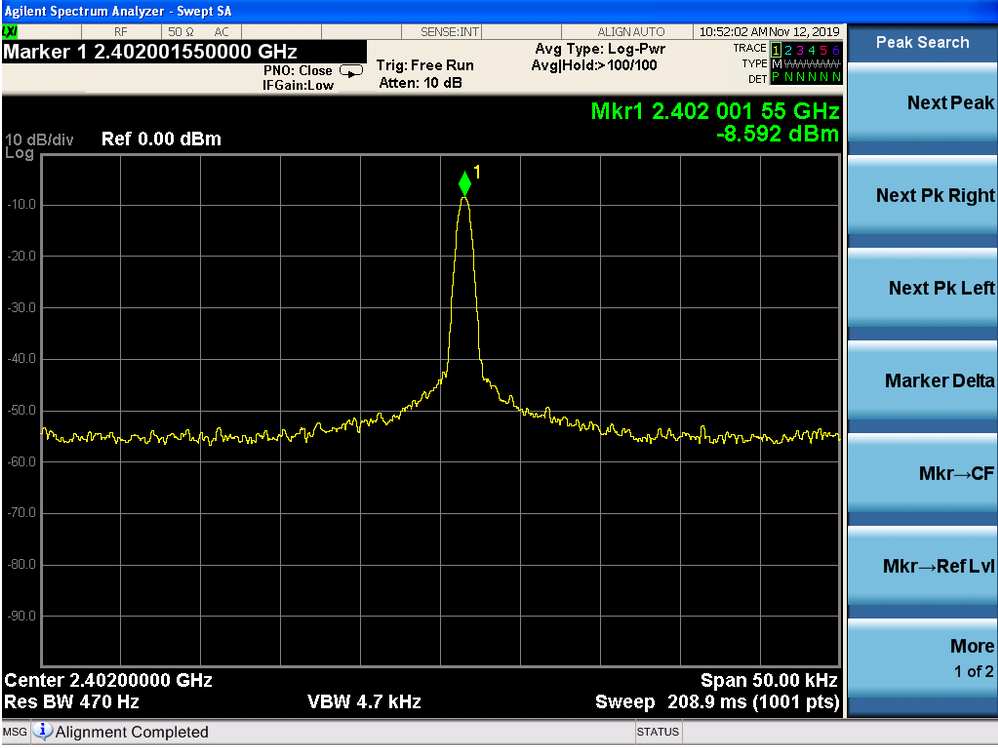 Agilent Spectrum Analyzer - Swept SA
LXI
RF 50 Ω AC SENSE:INT ALIGN AUTO 10:52:02 AM Nov 12, 2019
Marker 1 2.402001550000 GHz
PNO: Close
IFGain:Low
Trig: Free Run
Atten: 10 dB
Avg Type: Log-Pwr
Avg|Hold:> 100/100
TRACE 1 2 3 4 5 6
TYPE M W W W W W
DET P N N N N N
Mkr1 2.402 001 55 GHz
-8.592 dBm
10 dB/div Ref 0.00 dBm
Log
1
-10.0
-20.0
-30.0
-40.0
-50.0
-60.0
-70.0
-80.0
-90.0
Center 2.40200000 GHz Span 50.00 kHz
Res BW 470 Hz VBW 4.7 kHz Sweep 208.9 ms (1001 pts)
MSG Alignment Completed STATUS
Peak Search
Next Peak
Next Pk Right
Next Pk Left
Marker Delta
Mkr→CF
Mkr→Ref Lvl
More
1 of 2